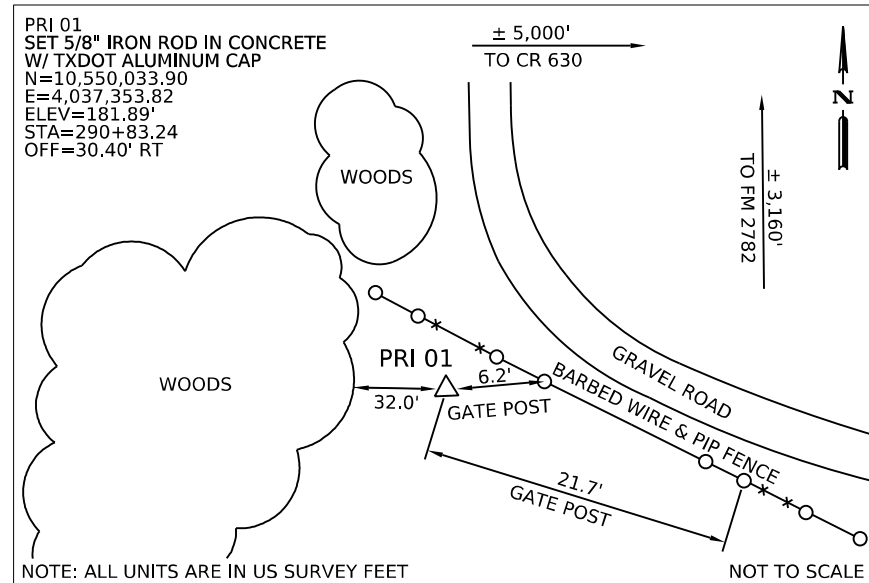 PRI 01
SET 5/8" IRON ROD IN CONCRETE
W/ TXDOT ALUMINUM CAP
N=10,550,033.90
E=4,037,353.82
ELEV=181.89'
STA=290+83.24
OFF=30.40' RT
± 5,000'
TO CR 630
N
± 3,160'
TO FM 2782
WOODS
WOODS
PRI 01
32.0'
6.2'
GATE POST
GRAVEL ROAD
BARBED WIRE & PIP FENCE
21.7'
GATE POST
NOTE: ALL UNITS ARE IN US SURVEY FEET
NOT TO SCALE